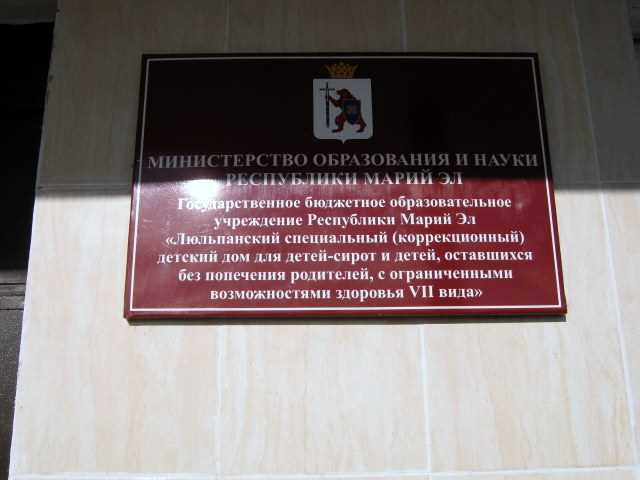 МИНИСТЕРСТВО ОБРАЗОВАНИЯ И НАУКИ
РЕСПУБЛИКИ МАРИЙ ЭЛ
Государственное бюджетное образовательное
учреждение Республики Марий Эл
«Люльпанский специальный (коррекционный)
детский дом для детей-сирот и детей, оставшихся
без попечения родителей, с ограниченными
возможностями здоровья VII вида»